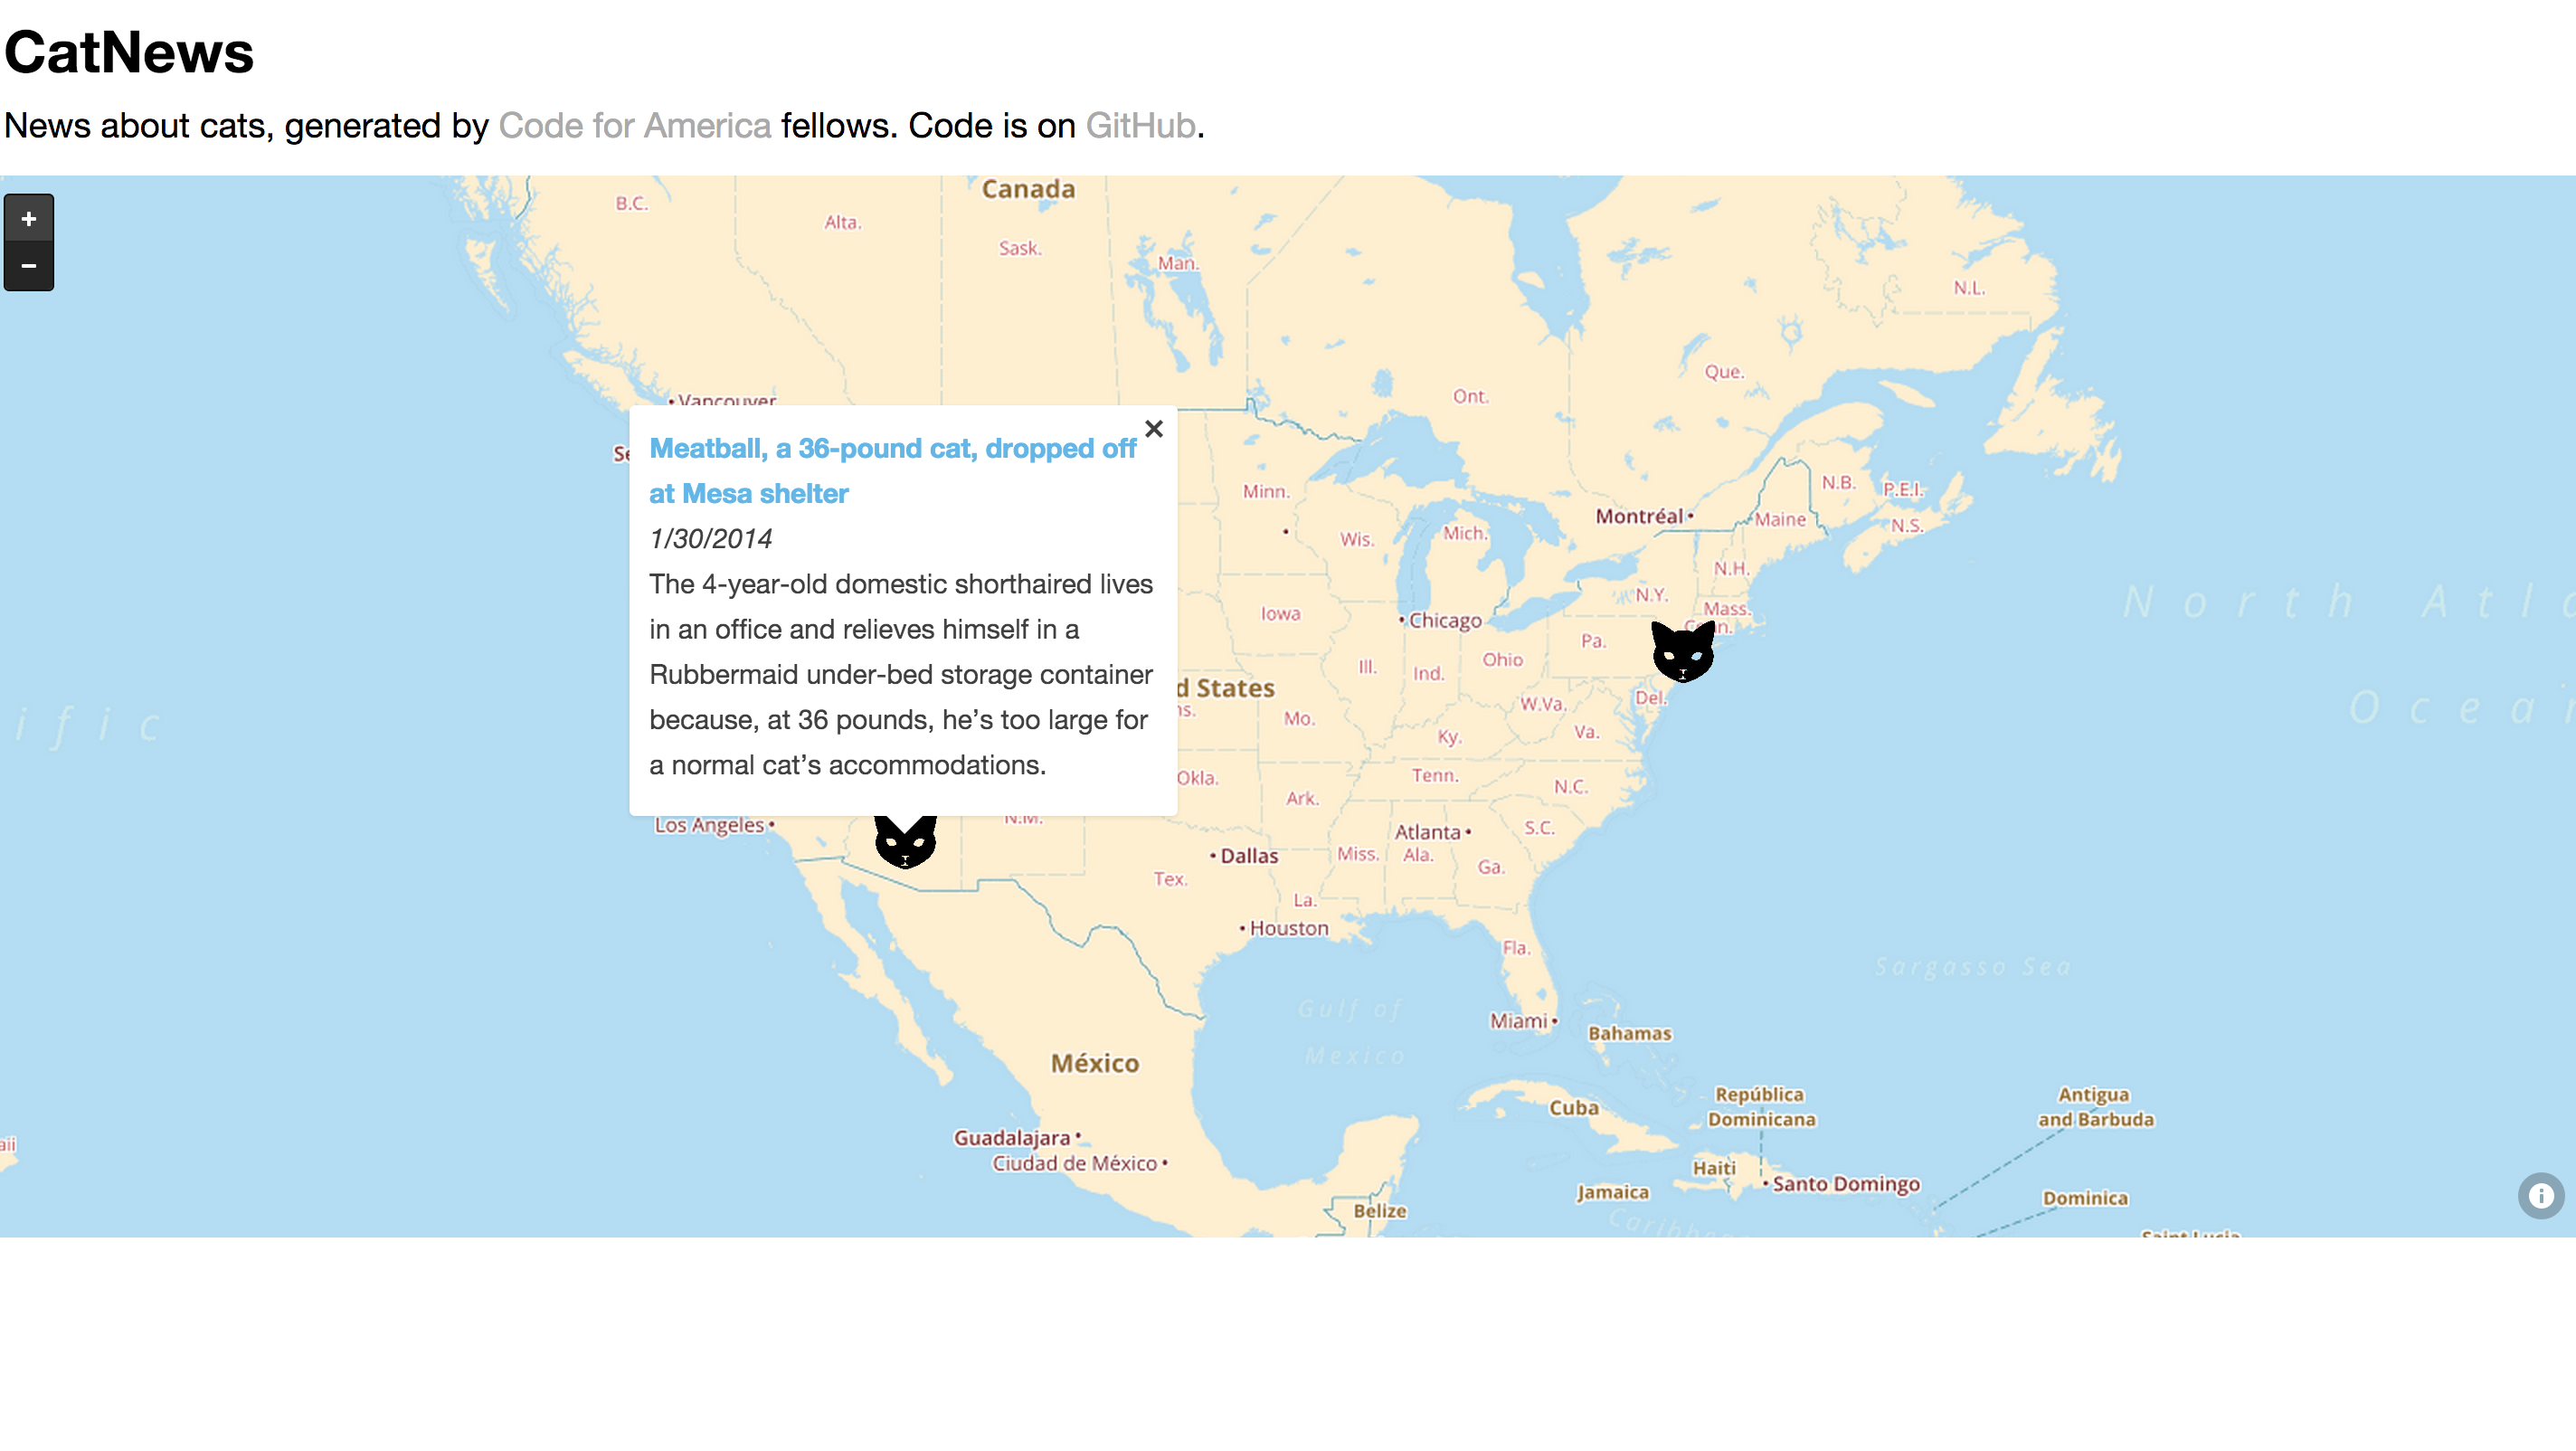 CatNews
News about cats, generated by Code for America fellows. Code is on GitHub.
+
−
Canada
B.C.
Alta.
Sask.
Man.
N.L.
Ont.
Que.
Vancouver
Meatball, a 36-pound cat, dropped off
at Mesa shelter
1/30/2014
The 4-year-old domestic shorthaired lives
in an office and relieves himself in a
Rubbermaid under-bed storage container
because, at 36 pounds, he’s too large for
a normal cat’s accommodations.
Minn.
N.B.
P.E.I.
Montréal
Maine
N.S.
Wis.
Mich.
N.H.
N.Y.
Mass.
Iowa
Chicago
Pa.
Ohio
Ill.
Ind.
d States
Del.
W.Va.
Mo.
Va.
Ky.
Okla.
Tenn.
N.C.
Ark.
Los Angeles
N.M.
Atlanta
S.C.
Dallas
Miss.
Ala.
Ga.
Tex.
La.
Houston
Fla.
North Atl
Ocea
ific
Sargasso Sea
Gulf of
Mexico
Miami
Bahamas
México
República
Dominicana
Antigua
and Barbuda
Cuba
Guadalajara
Ciudad de México
Haiti
Santo Domingo
Jamaica
Dominica
Belize